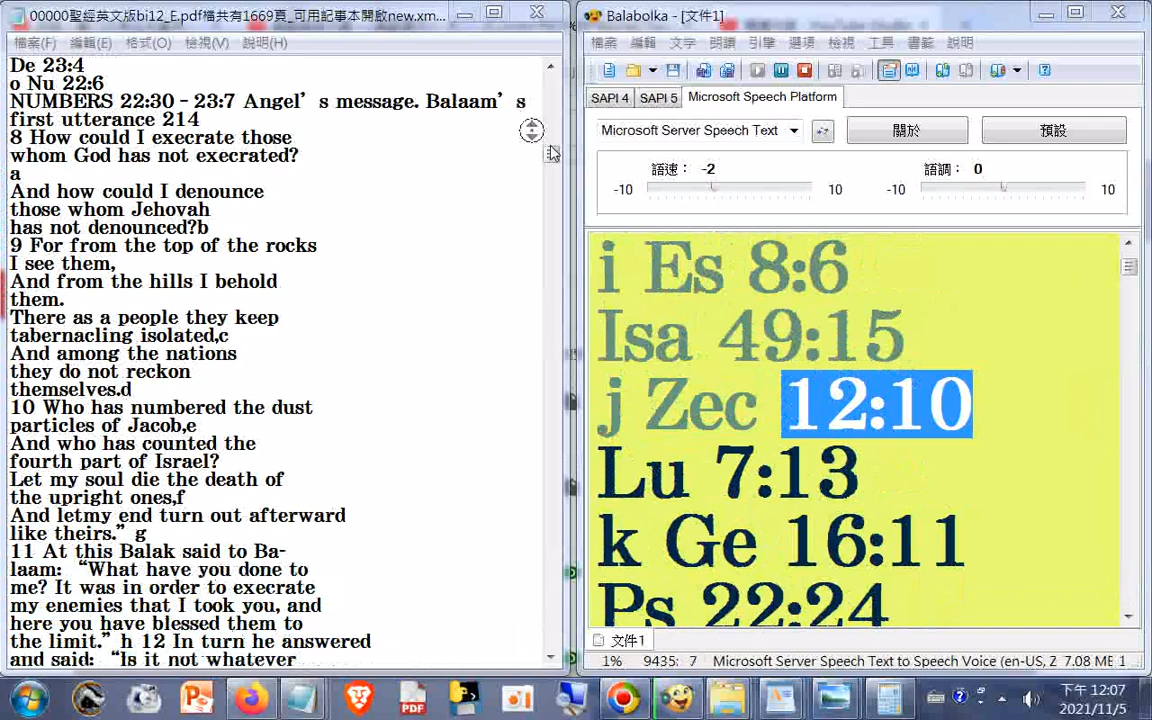 00000聖經英文版bi12_E.pdf檔共有1669頁_可用記事本開啟new.xm...
檔案(F) 編輯(E) 格式(O) 檢視(V) 說明(H)
De 23:4
o Nu 22:6
NUMBERS 22:30 - 23:7 Angel’s message. Balaam’s
first utterance 214
8 How could I execrate those
whom God has not execrated?
a
And how could I denounce
those whom Jehovah
has not denounced?b
9 For from the top of the rocks
I see them,
And from the hills I behold
them.
There as a people they keep
tabernacling isolated,c
And among the nations
they do not reckon
themselves.d
10 Who has numbered the dust
particles of Jacob,e
And who has counted the
fourth part of Israel?
Let my soul die the death of
the upright ones,f
And letmy end turn out afterward
like theirs.” g
11 At this Balak said to Ba-
laam: “What have you done to
me? It was in order to execrate
my enemies that I took you, and
here you have blessed them to
the limit.” h 12 In turn he answered
and said: “Is it not whatever
Balabolka - [文件1]
檔案 編輯 文字 朗讀 引擎 選項 檢視 工具 書籤 說明
SAPI 4 SAPI 5 Microsoft Speech Platform
Microsoft Server Speech Text 關於 預設
語速: -2 語調: 0
-10 10 -10 10
i Es 8:6
Isa 49:15
j Zec 12:10
Lu 7:13
k Ge 16:11
Ps 22:24
文件1
1% 9435: 7 Microsoft Server Speech Text to Speech Voice (en-US, 2 7.08 ME 1
PDF
下午 12:07
2021/11/5